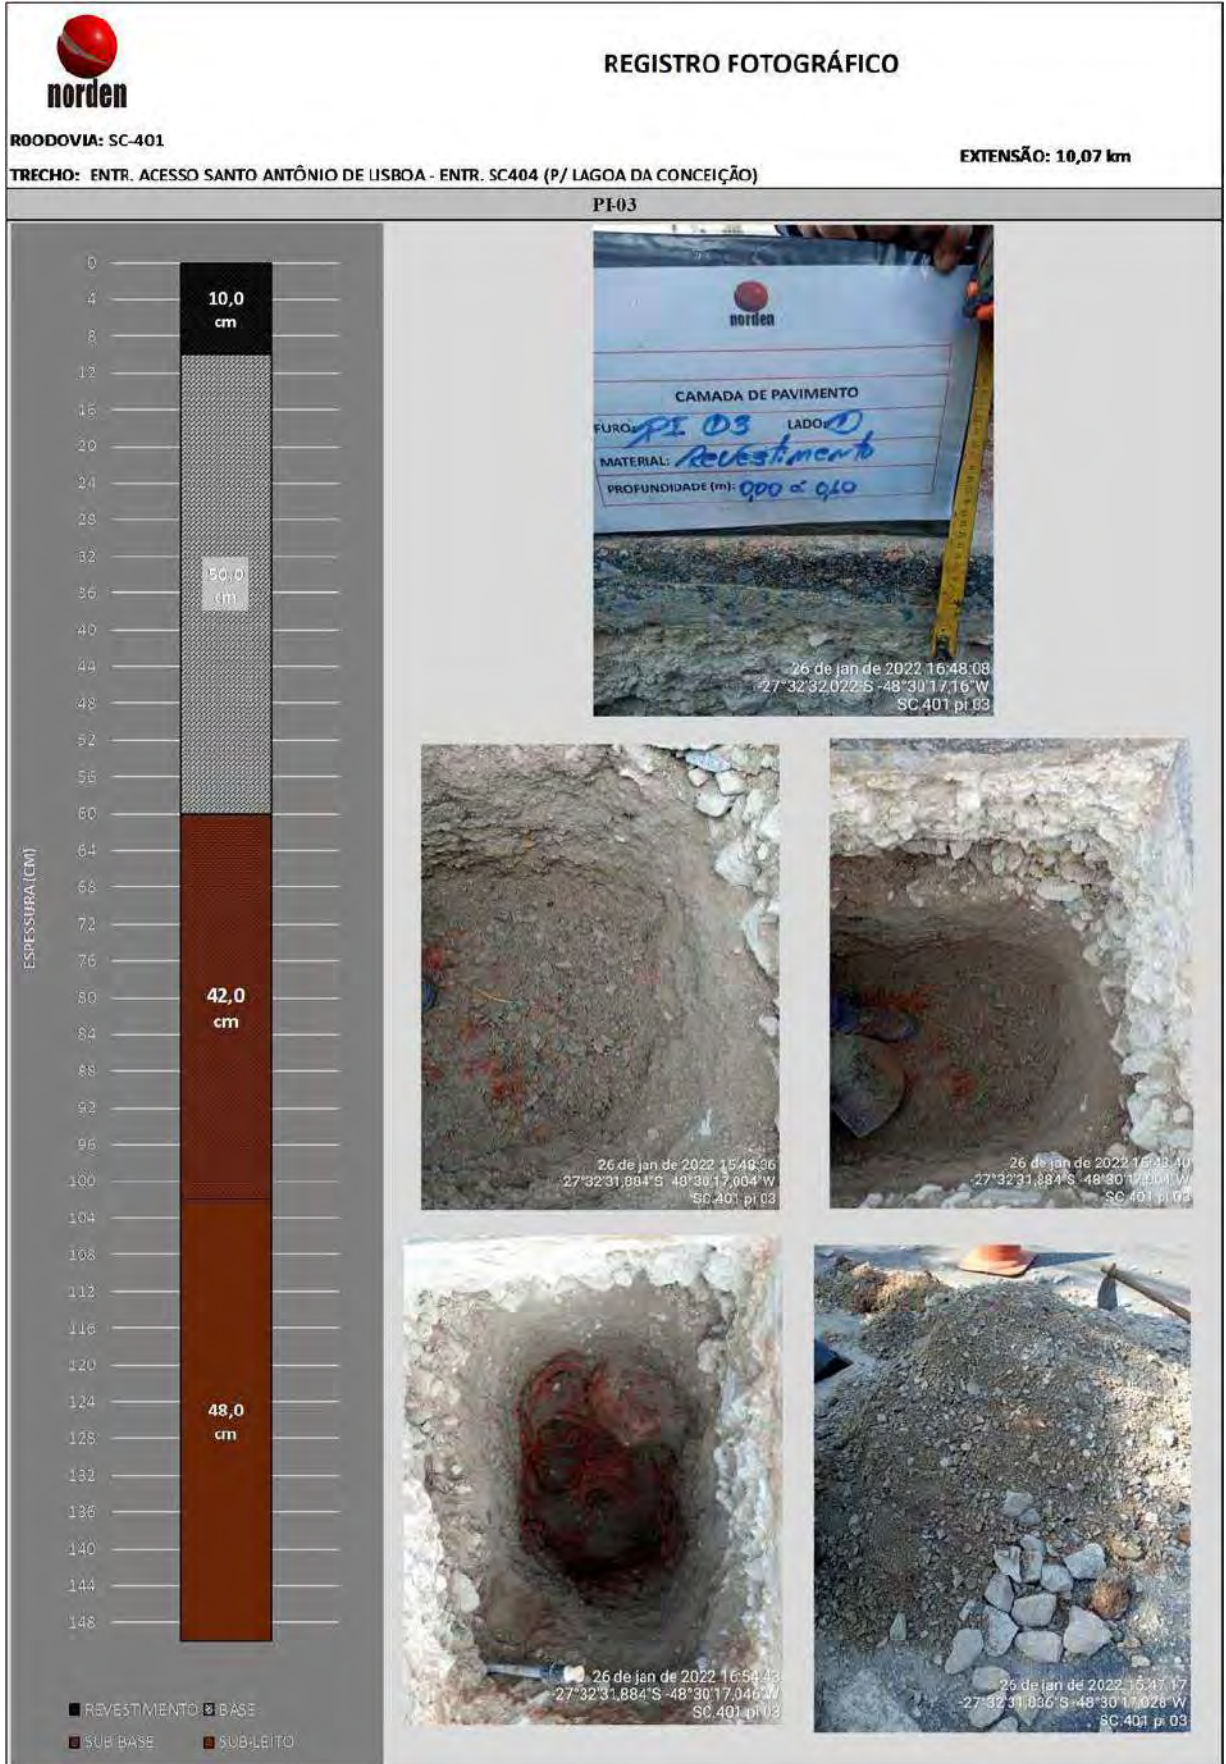 norden
REGISTRO FOTOGRÁFICO
ROODOVIA: SC-401
EXTENSÃO: 10,07 km
TRECHO: ENTR. ACESSO SANTO ANTÔNIO DE LISBOA - ENTR. SC404 (P/ LAGOA DA CONCEIÇÃO)
PI-03
ESPESSURA (CM)
0
4
8
12
16
20
24
28
32
36
40
44
48
52
56
60
64
68
72
76
80
84
88
92
96
100
104
108
112
116
120
124
128
132
136
140
144
148
10,0
cm
50,0
cm
42,0
cm
48,0
cm
REVESTIMENTO BASE
SUB BASE SUB-LEITO
norden
CAMADA DE PAVIMENTO
FURO: PI 03 LADO: D
MATERIAL: Revestimento
PROFUNDIDADE (m): 0,00 a 0,10
26 de jan de 2022 16:48:08
-27°32'32,022"S -48°30'17,16"W
SC.401 pi 03
26 de jan de 2022 15:48:36
27°32'31,884"S -48°30'17,004"W
SC.401 pi 03
26 de jan de 2022
-27°32'31,884"S -48°30'17,004"W
SC.401 pi 03
26 de jan de 2022 16:54:43
-27°32'31,884"S -48°30'17,046"W
SC.401 pi 03
26 de jan de 2022 15:47:17
-27°32'31,836"S -48°30'17,028"W
SC.401 pi 03